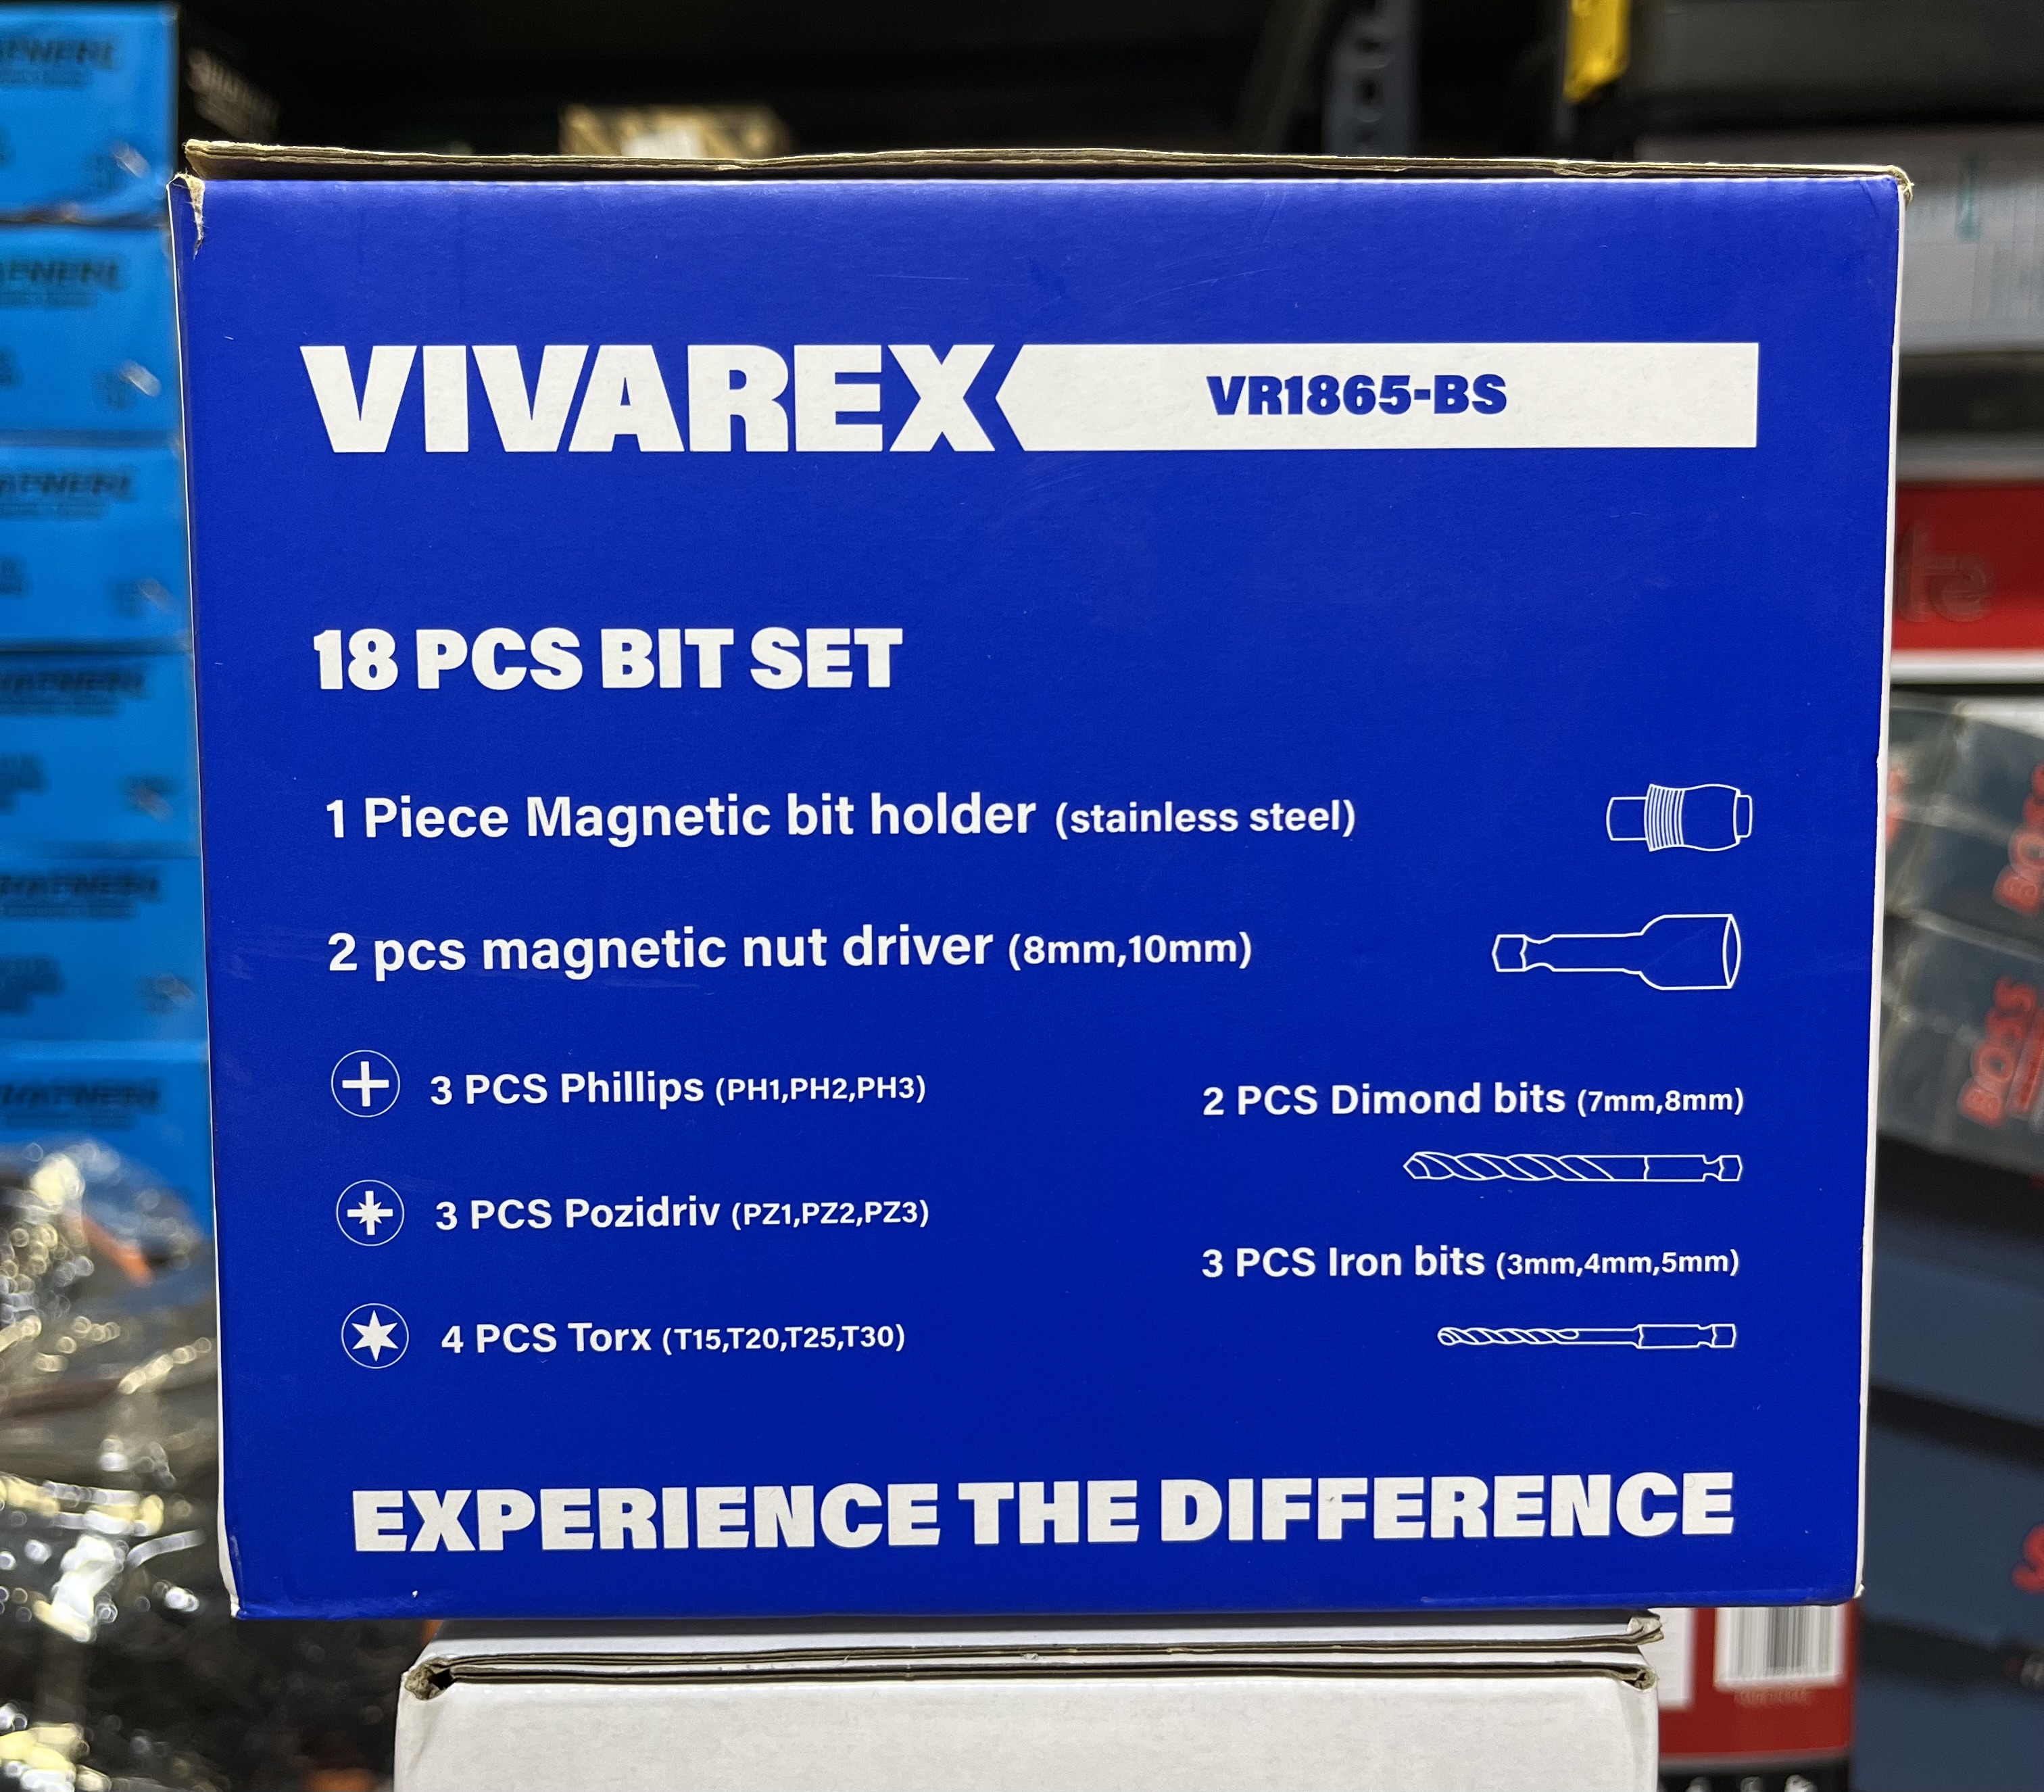 VIVAREX
VR1865-BS
18 PCS BIT SET
1 Piece Magnetic bit holder (stainless steel)
2 pcs magnetic nut driver (8mm,10mm)
3 PCS Phillips (PH1,PH2,PH3)
3 PCS Pozidriv (PZ1,PZ2,PZ3)
4 PCS Torx (T15,T20,T25,T30)
2 PCS Dimond bits (7mm,8mm)
3 PCS Iron bits (3mm,4mm,5mm)
EXPERIENCE THE DIFFERENCE
BOSS